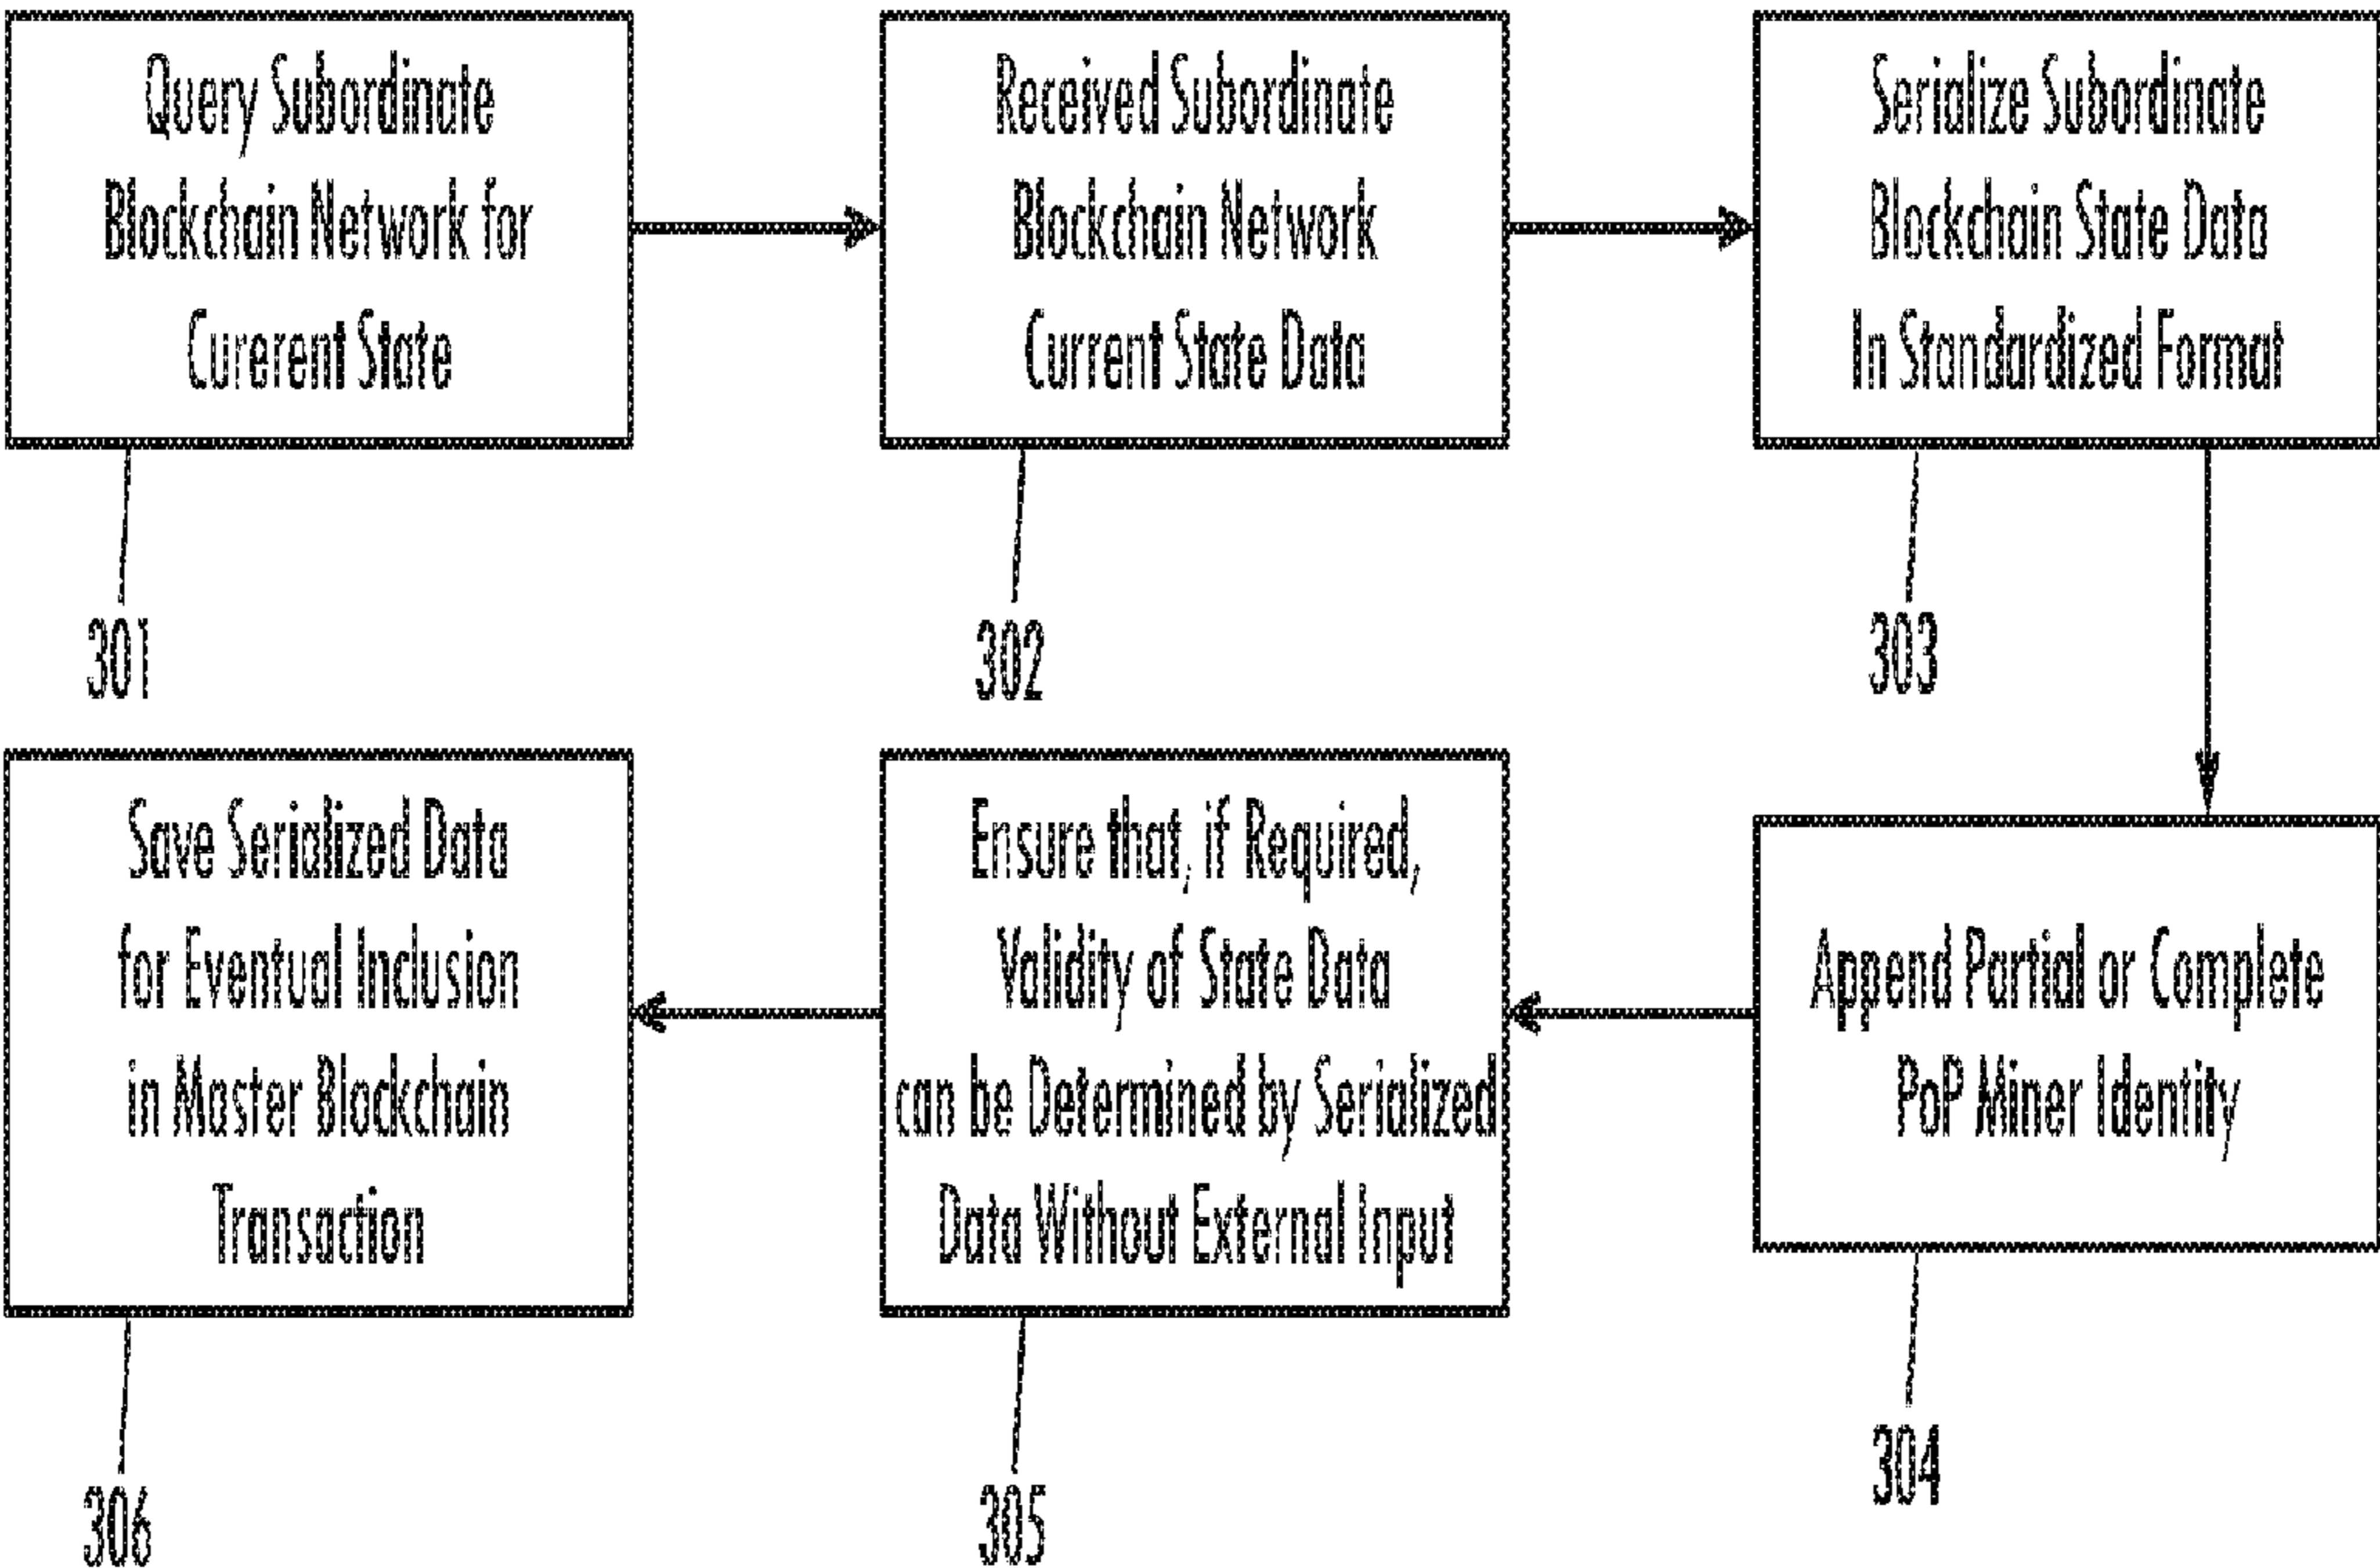 Query Subordinate
Blockchain Network for
Curerent State
301
Received Subordinate
Blockchain Network
Current State Data
302
Serialize Subordinate
Blockchain State Data
In Standardized Format
303
Append Partial or Complete
PoP Miner Identity
304
Ensure that, if Required,
Validity of State Data
can be Determined by Serialized
Data Without External Input
305
Save Serialized Data
for Eventual Inclusion
in Master Blockchain
Transaction
306